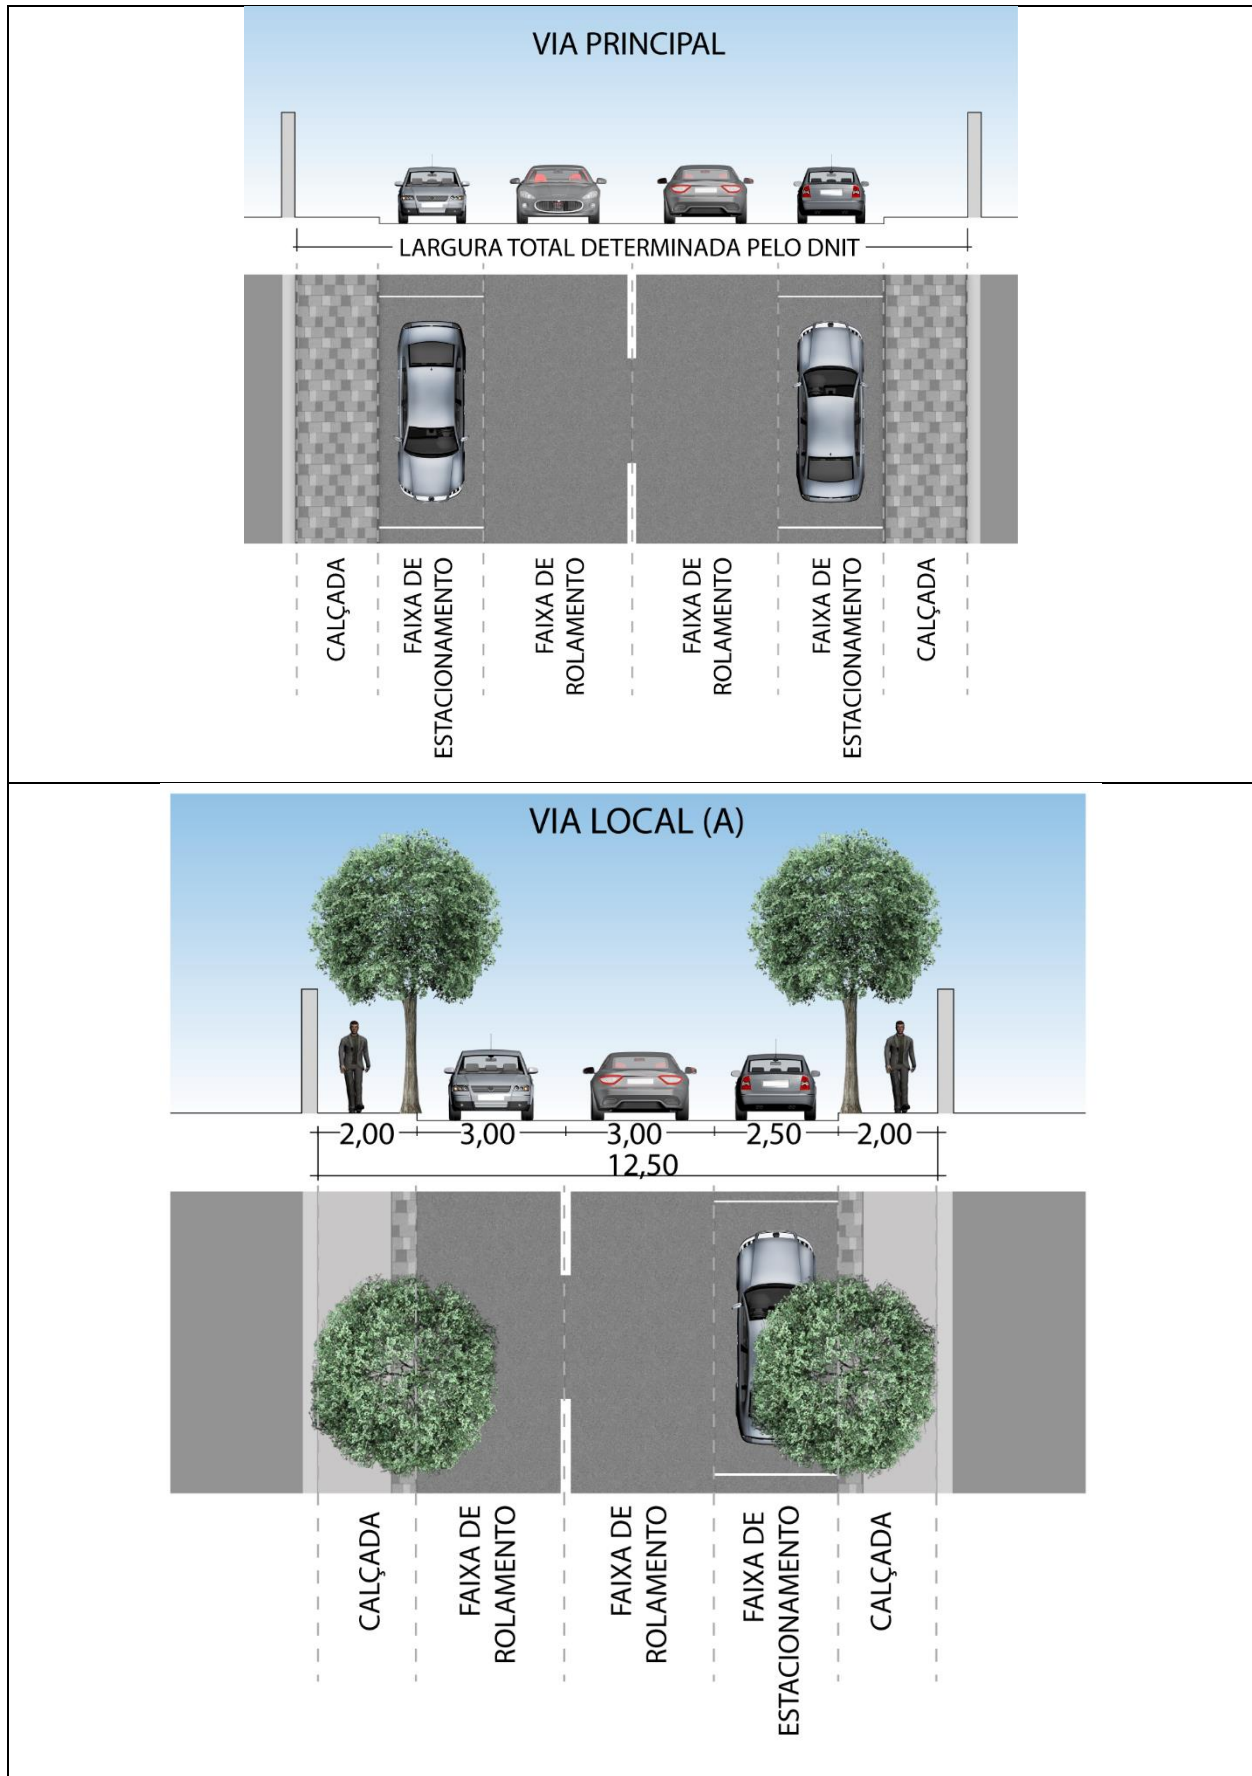 VIA PRINCIPAL
LARGURA TOTAL DETERMINADA PELO DNIT
CALÇADA
FAIXA DE
ESTACIONAMENTO
FAIXA DE
ROLAMENTO
FAIXA DE
ROLAMENTO
FAIXA DE
ESTACIONAMENTO
CALÇADA
VIA LOCAL (A)
2,00 3,00 3,00 2,50 2,00
12,50
CALÇADA
FAIXA DE
ROLAMENTO
FAIXA DE
ROLAMENTO
FAIXA DE
ESTACIONAMENTO
CALÇADA